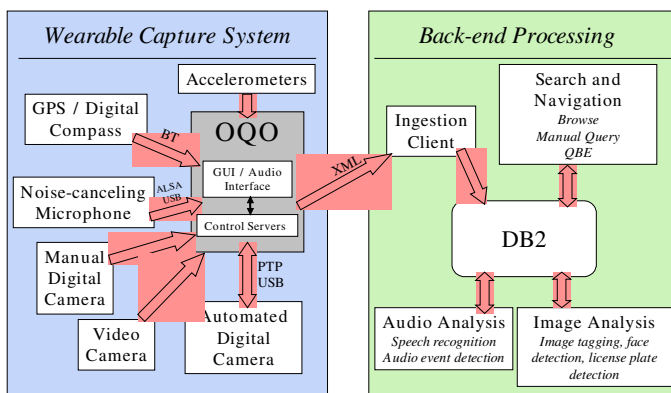 Wearable Capture System
Accelerometers
GPS / Digital
Compass
BT
OQO
GUI / Audio
Interface
Noise-canceling
Microphone
ALSA
USB
Control Servers
Manual
Digital
Camera
Video
Camera
PTP
USB
Automated
Digital
Camera
XML
Back-end Processing
Ingestion
Client
Search and
Navigation
Browse
Manual Query
QBE
DB2
Audio Analysis
Speech recognition
Audio event detection
Image Analysis
Image tagging, face
detection, license plate
detection